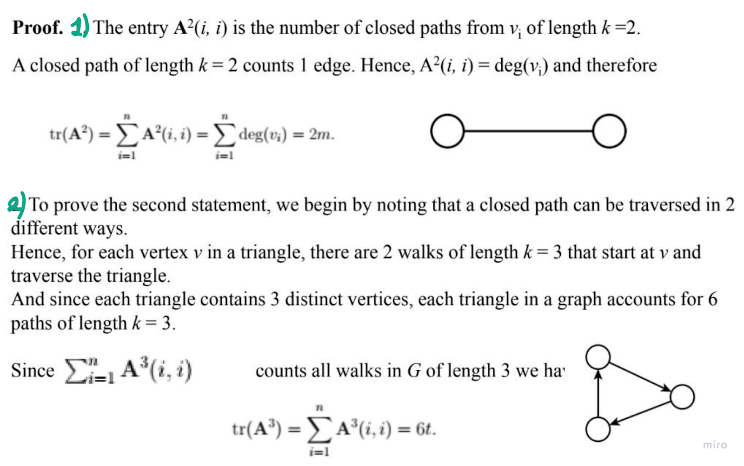 Proof. 1) The entry A²(i, i) is the number of closed paths from vᵢ of length k =2.
A closed path of length k = 2 counts 1 edge. Hence, A²(i, i) = deg(vᵢ) and therefore
tr(A²) = ∑ᵢ₌₁ⁿ A²(i, i) = ∑ᵢ₌₁ⁿ deg(vᵢ) = 2m.
2) To prove the second statement, we begin by noting that a closed path can be traversed in 2
different ways.
Hence, for each vertex v in a triangle, there are 2 walks of length k = 3 that start at v and
traverse the triangle.
And since each triangle contains 3 distinct vertices, each triangle in a graph accounts for 6
paths of length k = 3.
Since ∑ᵢ₌₁ⁿ A³(i, i) counts all walks in G of length 3 we ha
tr(A³) = ∑ᵢ₌₁ⁿ A³(i, i) = 6t.
miro